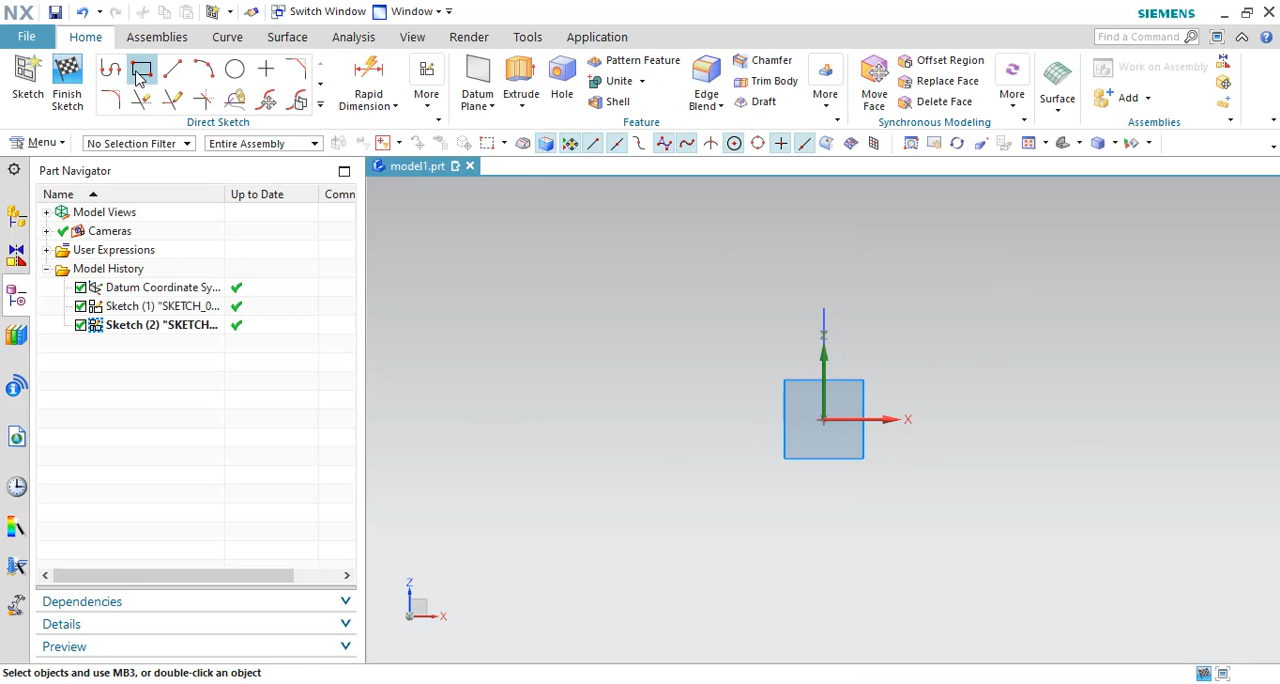 NX Switch Window Window SIEMENS
File Home Assemblies Curve Surface Analysis View Render Tools Application Find a Command
Sketch Finish Sketch Rapid Dimension More Datum Plane Extrude Hole Pattern Feature Unite Shell Edge Blend Chamfer Trim Body Draft More Move Face Offset Region Replace Face Delete Face More Surface Work on Assembly Add
Direct Sketch Feature Synchronous Modeling Assemblies
Menu No Selection Filter Entire Assembly
Part Navigator model1.prt
Name Up to Date Comn
Model Views
Cameras
User Expressions
Model History
Datum Coordinate Sy...
Sketch (1) "SKETCH_0...
Sketch (2) "SKETCH...
Z
X
Z
X
Dependencies
Details
Preview
Select objects and use MB3, or double-click an object